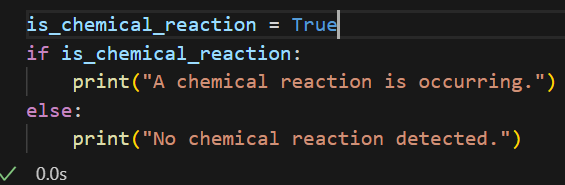 is_chemical_reaction = True
if is_chemical_reaction:
    print("A chemical reaction is occurring.")
else:
    print("No chemical reaction detected.")
0.0s